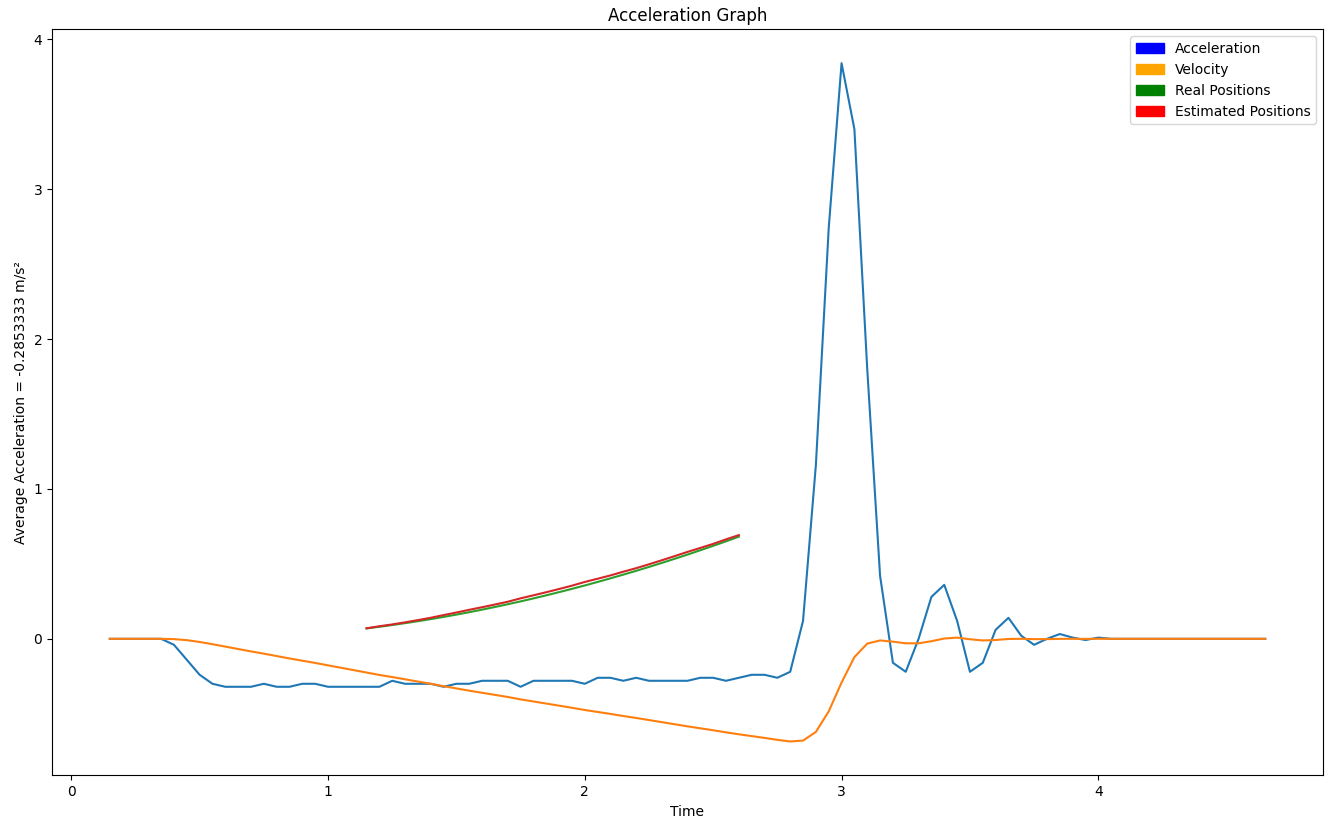 Acceleration Graph
Acceleration
Velocity
Real Positions
Estimated Positions
Average Acceleration = -0.2853333 m/s²
4
3
2
1
0
0
1
2
3
4
Time